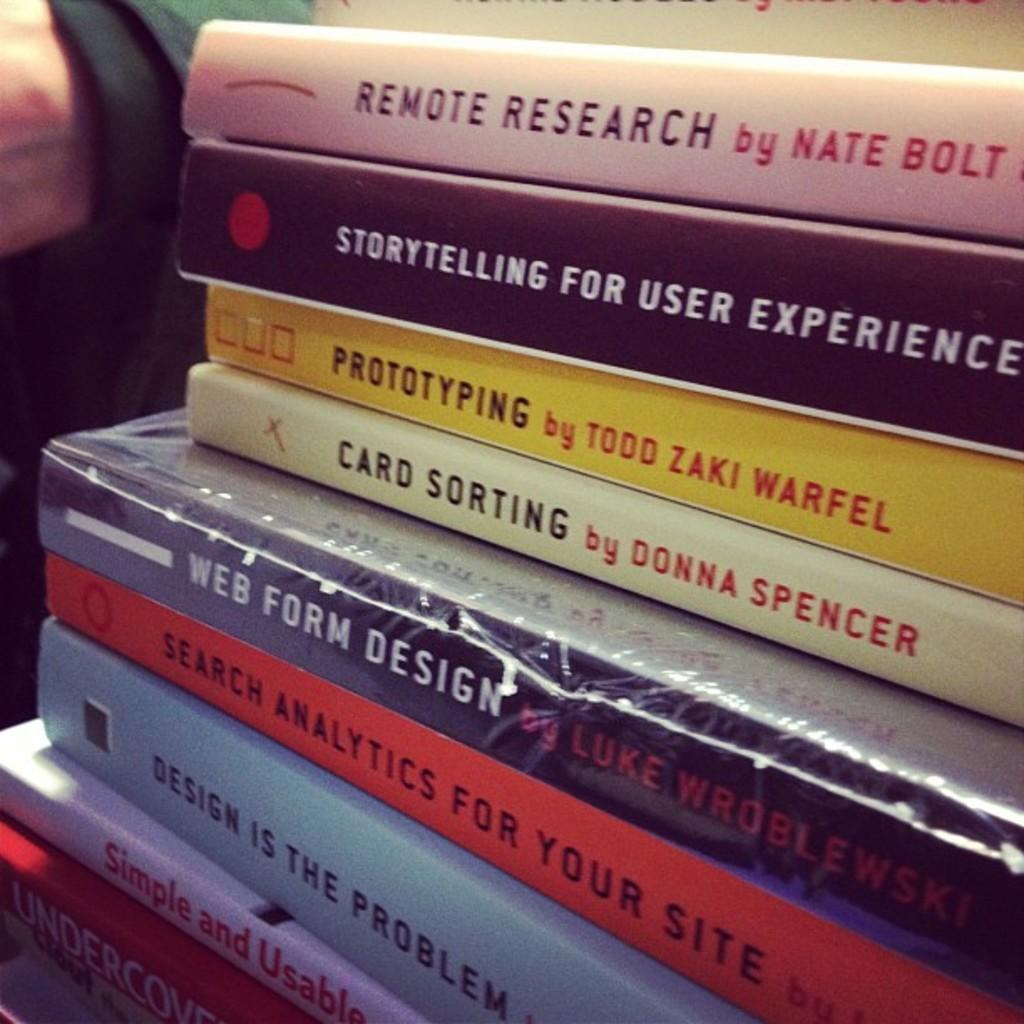 REMOTE RESEARCH by NATE BOLT
STORYTELLING FOR USER EXPERIENCE
PROTOTYPING by TODD ZAKI WARFEL
CARD SORTING by DONNA SPENCER
WEB FORM DESIGN by LUKE WROBLEWSKI
SEARCH ANALYTICS FOR YOUR SITE by
DESIGN IS THE PROBLEM
Simple and Usable
UNDERCOVE